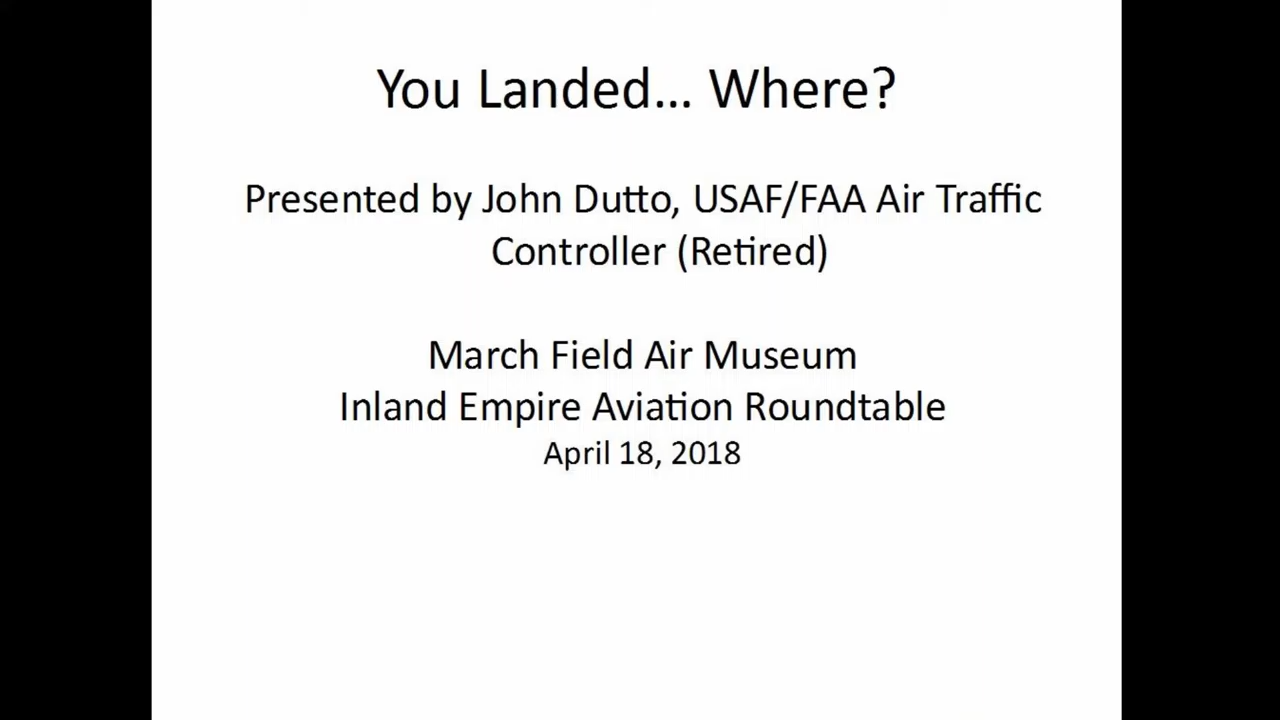 You Landed... Where?
Presented by John Dutto, USAF/FAA Air Traffic
Controller (Retired)
March Field Air Museum
Inland Empire Aviation Roundtable
April 18, 2018